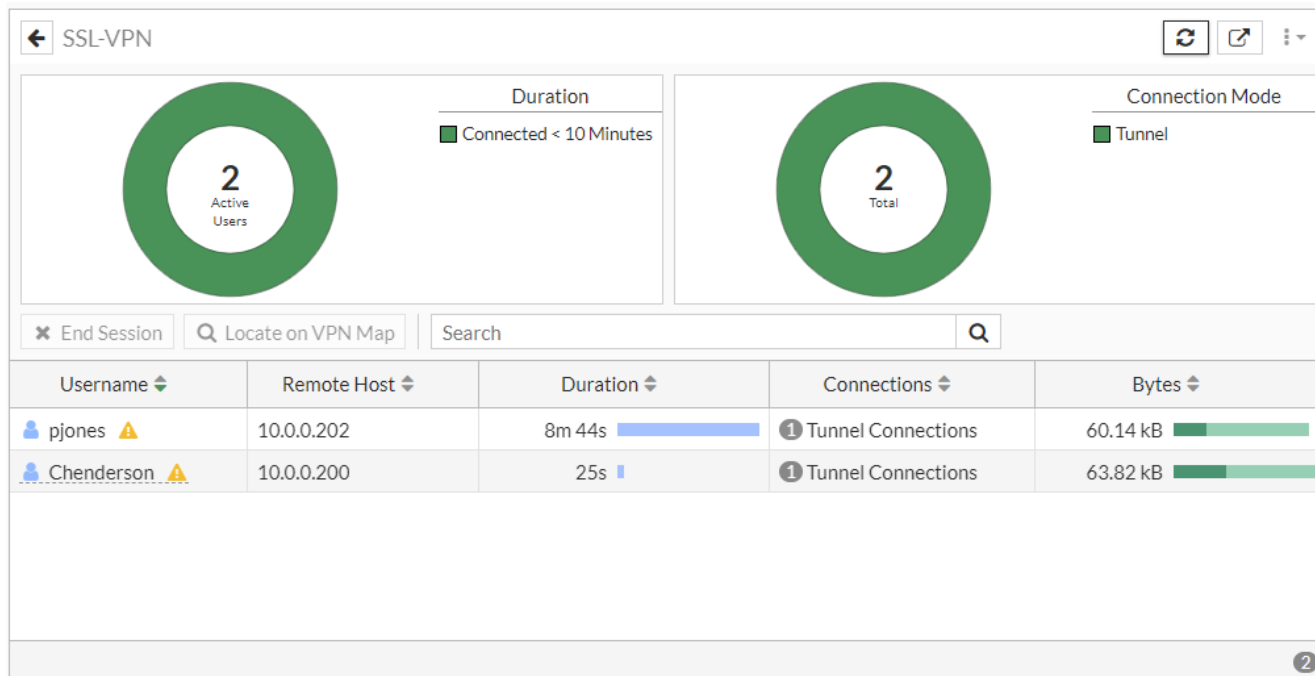 SSL-VPN
Duration
Connected < 10 Minutes
2
Active
Users
Connection Mode
Tunnel
2
Total
End Session
Locate on VPN Map
Search
Username Remote Host Duration Connections Bytes
pjones 10.0.0.202 8m 44s 1 Tunnel Connections 60.14 kB
Chenderson 10.0.0.200 25s 1 Tunnel Connections 63.82 kB
2